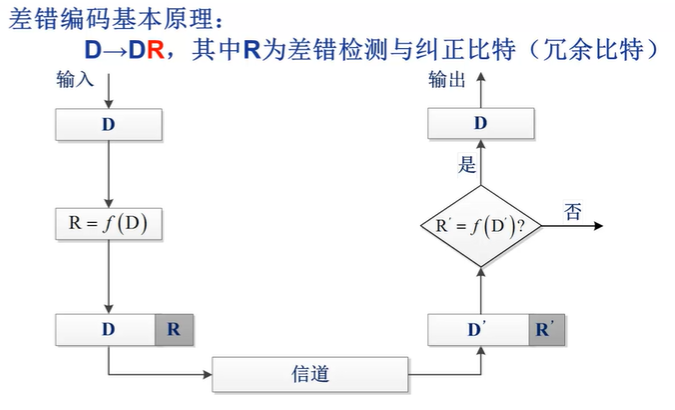 差错编码基本原理：
D→DR，其中R为差错检测与纠正比特（冗余比特）
输入
输出
D
D
是
R = f(D)
R' = f(D')?
否
D
R
D'
R'
信道